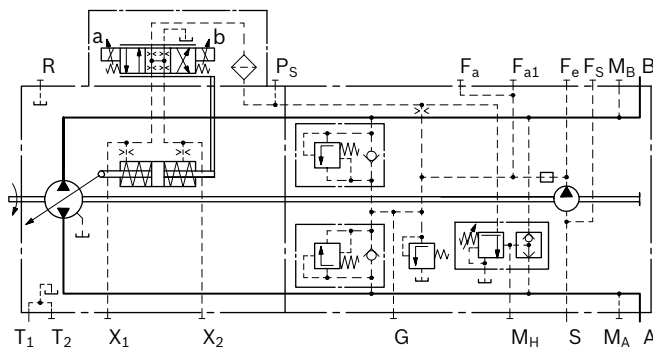 a b
R P_S F_a F_a1 F_e F_S M_B B
T_1 T_2 X_1 X_2 G M_H S M_A A